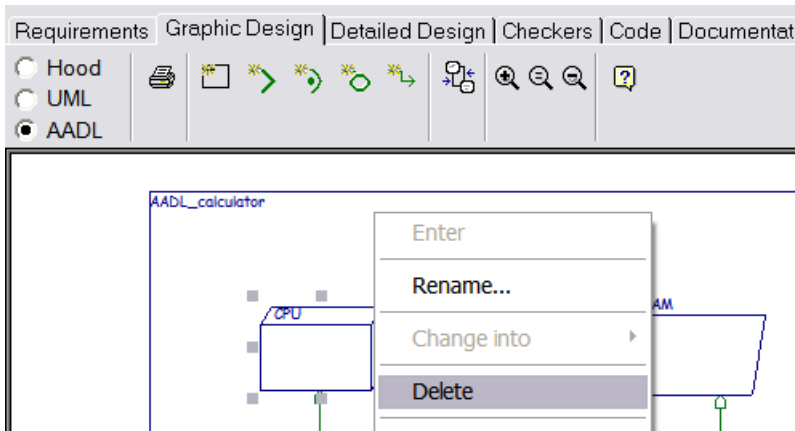 Requirements Graphic Design Detailed Design Checkers Code Documentat
Hood
UML
AADL
AADL_calculator
Enter
Rename...
CPU
AM
Change into
Delete